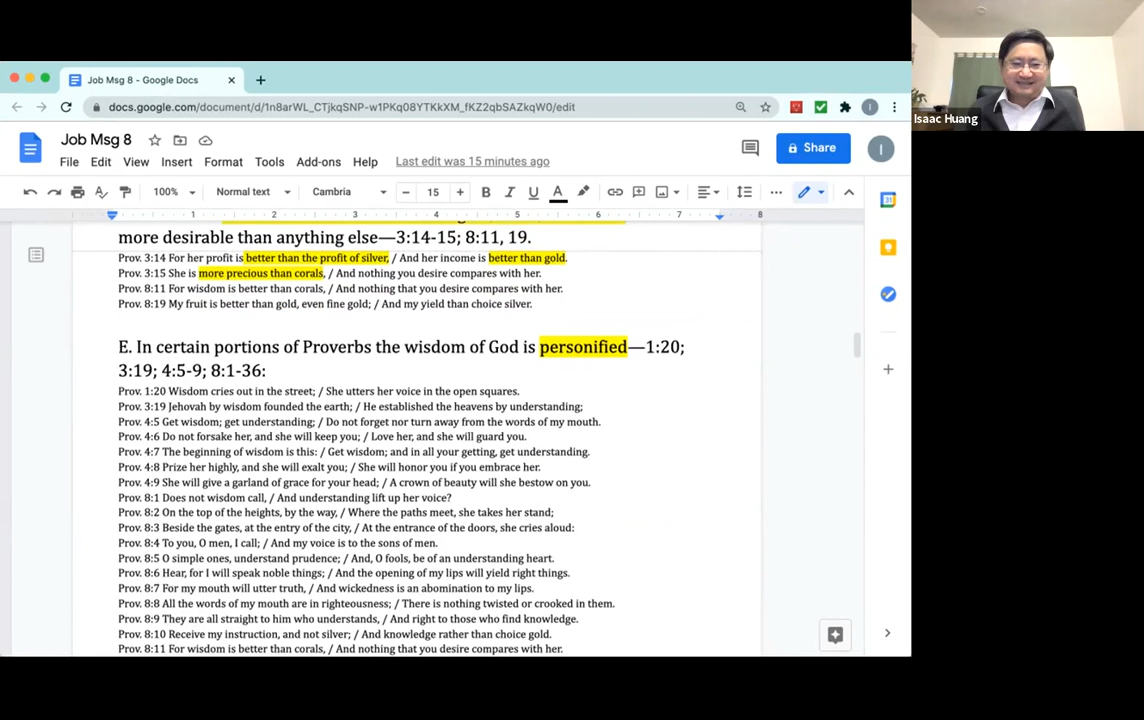 Job Msg 8 - Google Docs
docs.google.com/document/d/1n8arWL_CTjkqSNP-w1PKq08YTKkXM_fKZ2qbSAZkqW0/edit
Isaac Huang
Job Msg 8
File Edit View Insert Format Tools Add-ons Help Last edit was 15 minutes ago
Share
100% Normal text Cambria 15 B I U A
1 2 3 4 5 6 7 8
more desirable than anything else—3:14-15; 8:11, 19.
Prov. 3:14 For her profit is better than the profit of silver, / And her income is better than gold.
Prov. 3:15 She is more precious than corals, / And nothing you desire compares with her.
Prov. 8:11 For wisdom is better than corals, / And nothing that you desire compares with her.
Prov. 8:19 My fruit is better than gold, even fine gold; / And my yield than choice silver.
E. In certain portions of Proverbs the wisdom of God is personified—1:20;
3:19; 4:5-9; 8:1-36:
Prov. 1:20 Wisdom cries out in the street; / She utters her voice in the open squares.
Prov. 3:19 Jehovah by wisdom founded the earth; / He established the heavens by understanding;
Prov. 4:5 Get wisdom; get understanding; / Do not forget nor turn away from the words of my mouth.
Prov. 4:6 Do not forsake her, and she will keep you; / Love her, and she will guard you.
Prov. 4:7 The beginning of wisdom is this: / Get wisdom; and in all your getting, get understanding.
Prov. 4:8 Prize her highly, and she will exalt you; / She will honor you if you embrace her.
Prov. 4:9 She will give a garland of grace for your head; / A crown of beauty will she bestow on you.
Prov. 8:1 Does not wisdom call, / And understanding lift up her voice?
Prov. 8:2 On the top of the heights, by the way, / Where the paths meet, she takes her stand;
Prov. 8:3 Beside the gates, at the entry of the city, / At the entrance of the doors, she cries aloud:
Prov. 8:4 To you, O men, I call; / And my voice is to the sons of men.
Prov. 8:5 O simple ones, understand prudence; / And, O fools, be of an understanding heart.
Prov. 8:6 Hear, for I will speak noble things; / And the opening of my lips will yield right things.
Prov. 8:7 For my mouth will utter truth, / And wickedness is an abomination to my lips.
Prov. 8:8 All the words of my mouth are in righteousness; / There is nothing twisted or crooked in them.
Prov. 8:9 They are all straight to him who understands, / And right to those who find knowledge.
Prov. 8:10 Receive my instruction, and not silver; / And knowledge rather than choice gold.
Prov. 8:11 For wisdom is better than corals, / And nothing that you desire compares with her.